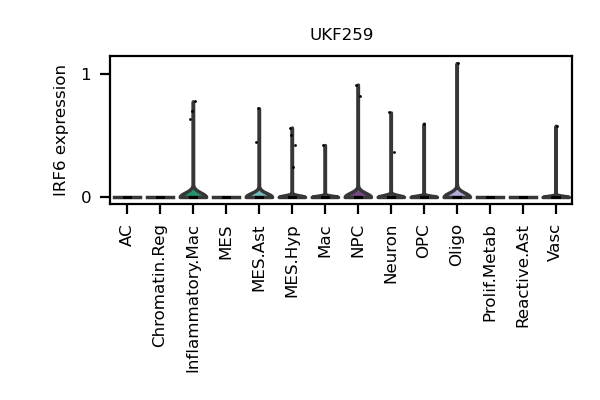 UKF259
IRF6 expression
1
0
AC
Chromatin.Reg
Inflammatory.Mac
MES
MES.Ast
MES.Hyp
Mac
NPC
Neuron
OPC
Oligo
Prolif.Metab
Reactive.Ast
Vasc